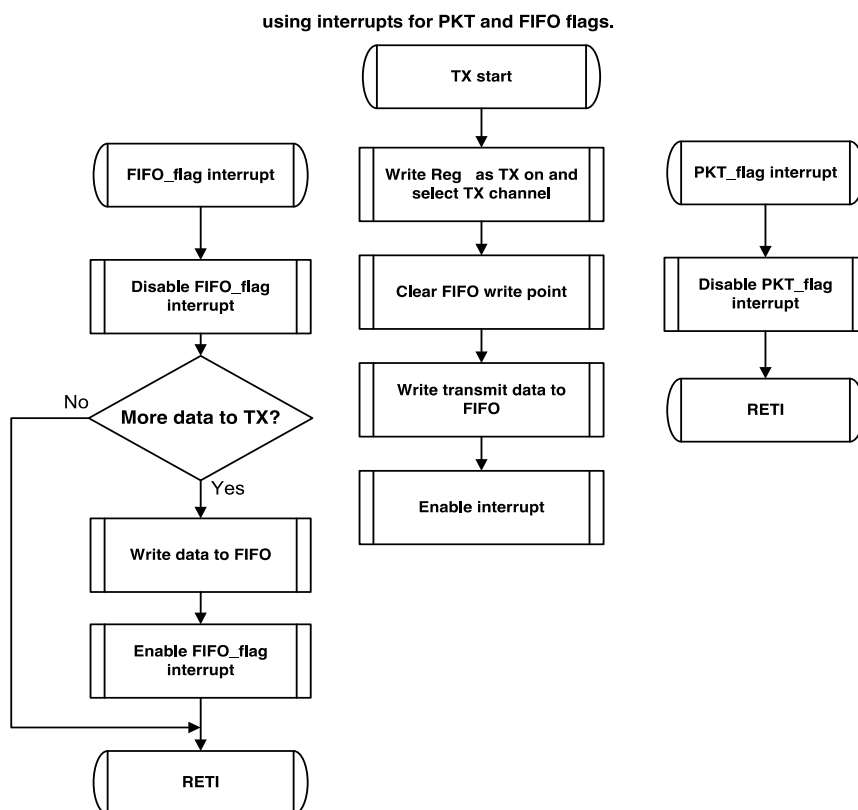 using interrupts for PKT and FIFO flags.
TX start
Write Reg as TX on and
select TX channel
Clear FIFO write point
Write transmit data to
FIFO
Enable interrupt
FIFO_flag interrupt
Disable FIFO_flag
interrupt
More data to TX?
No
Yes
Write data to FIFO
Enable FIFO_flag
interrupt
RETI
PKT_flag interrupt
Disable PKT_flag
interrupt
RETI